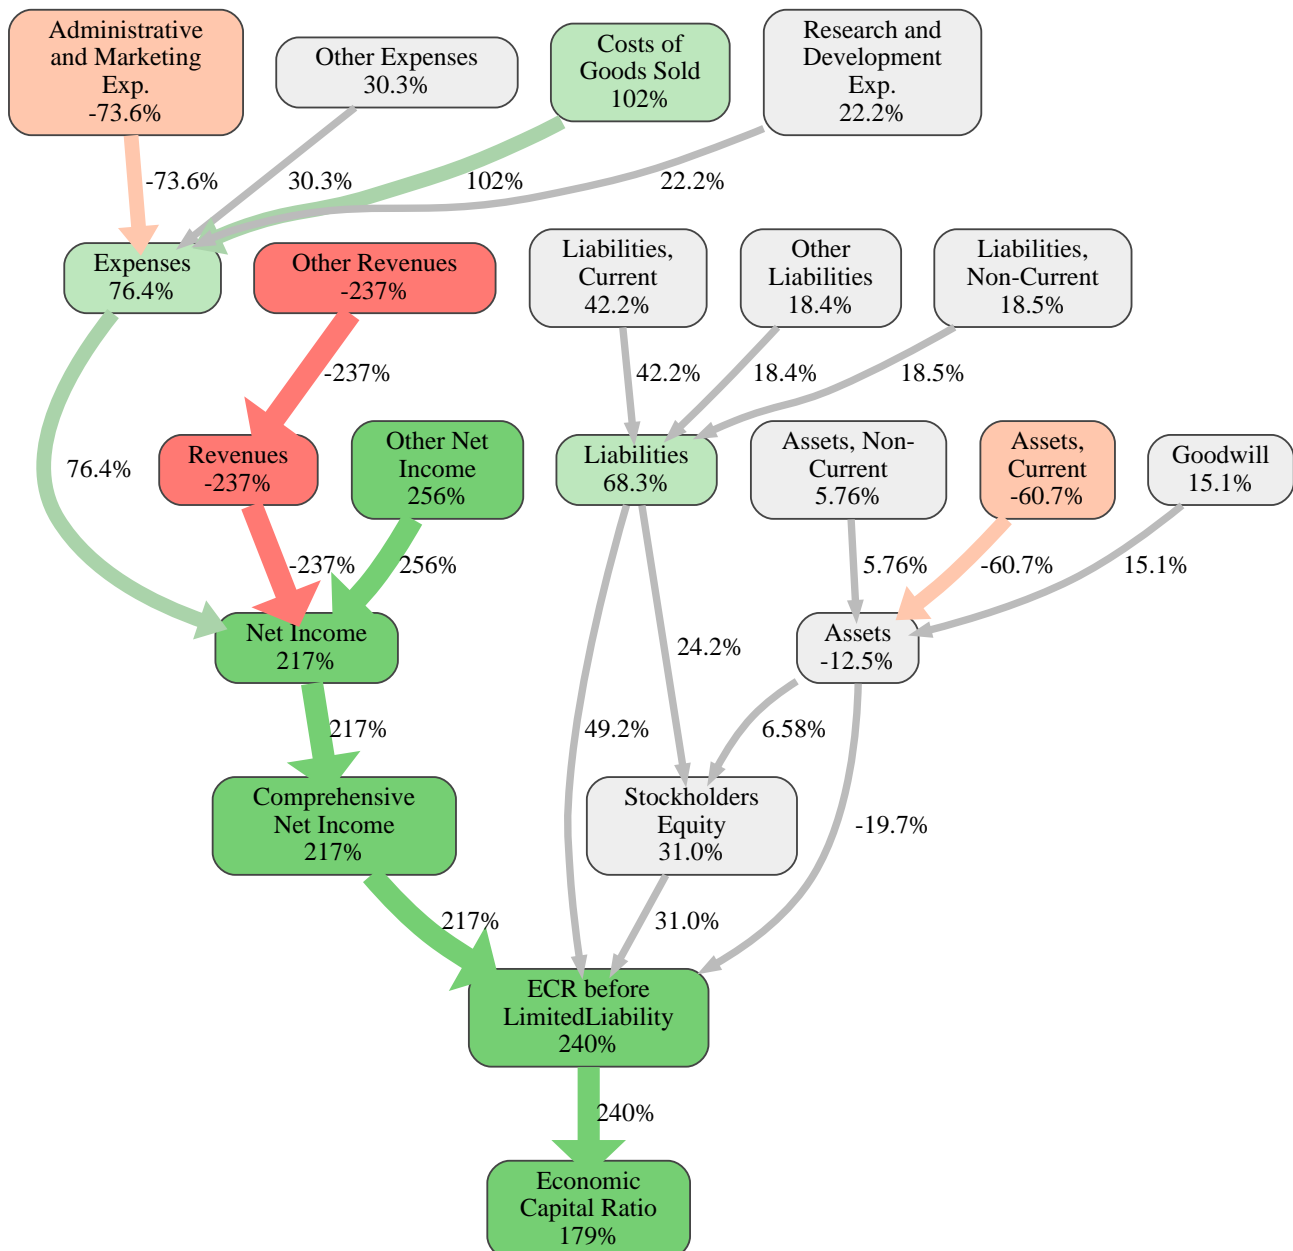 Administrative
and Marketing
Exp.
-73.6%
Other Expenses
30.3%
Costs of
Goods Sold
102%
Research and
Development
Exp.
22.2%
-73.6%
30.3%
102%
22.2%
Expenses
76.4%
Other Revenues
-237%
Liabilities,
Current
42.2%
Other
Liabilities
18.4%
Liabilities,
Non-Current
18.5%
-237%
42.2%
18.4%
18.5%
76.4%
Revenues
-237%
Other Net
Income
256%
Liabilities
68.3%
Assets, Non-
Current
5.76%
Assets,
Current
-60.7%
Goodwill
15.1%
-237%
256%
5.76%
-60.7%
15.1%
Net Income
217%
24.2%
Assets
-12.5%
217%
49.2%
6.58%
-19.7%
Comprehensive
Net Income
217%
Stockholders
Equity
31.0%
217%
31.0%
ECR before
LimitedLiability
240%
240%
Economic
Capital Ratio
179%